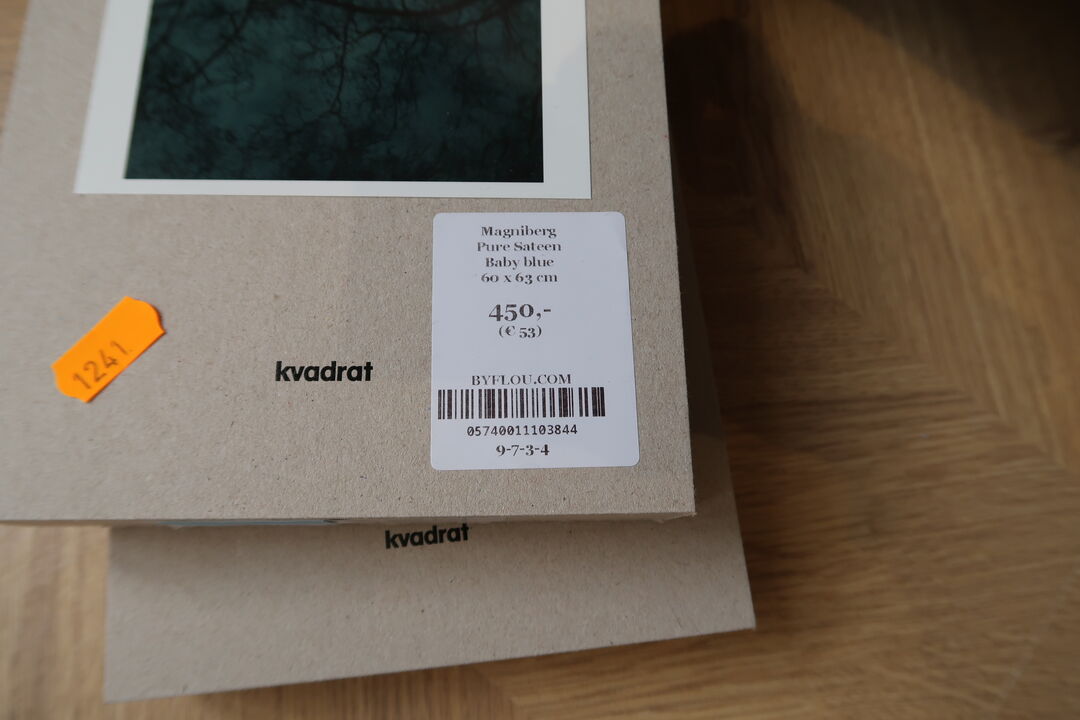 Magniberg
Pure Sateen
Baby blue
60 x 63 cm
450,-
(€ 53)
BYFLOU.COM
05740011103844
9-7-3-4
1241
kvadrat
kvadrat